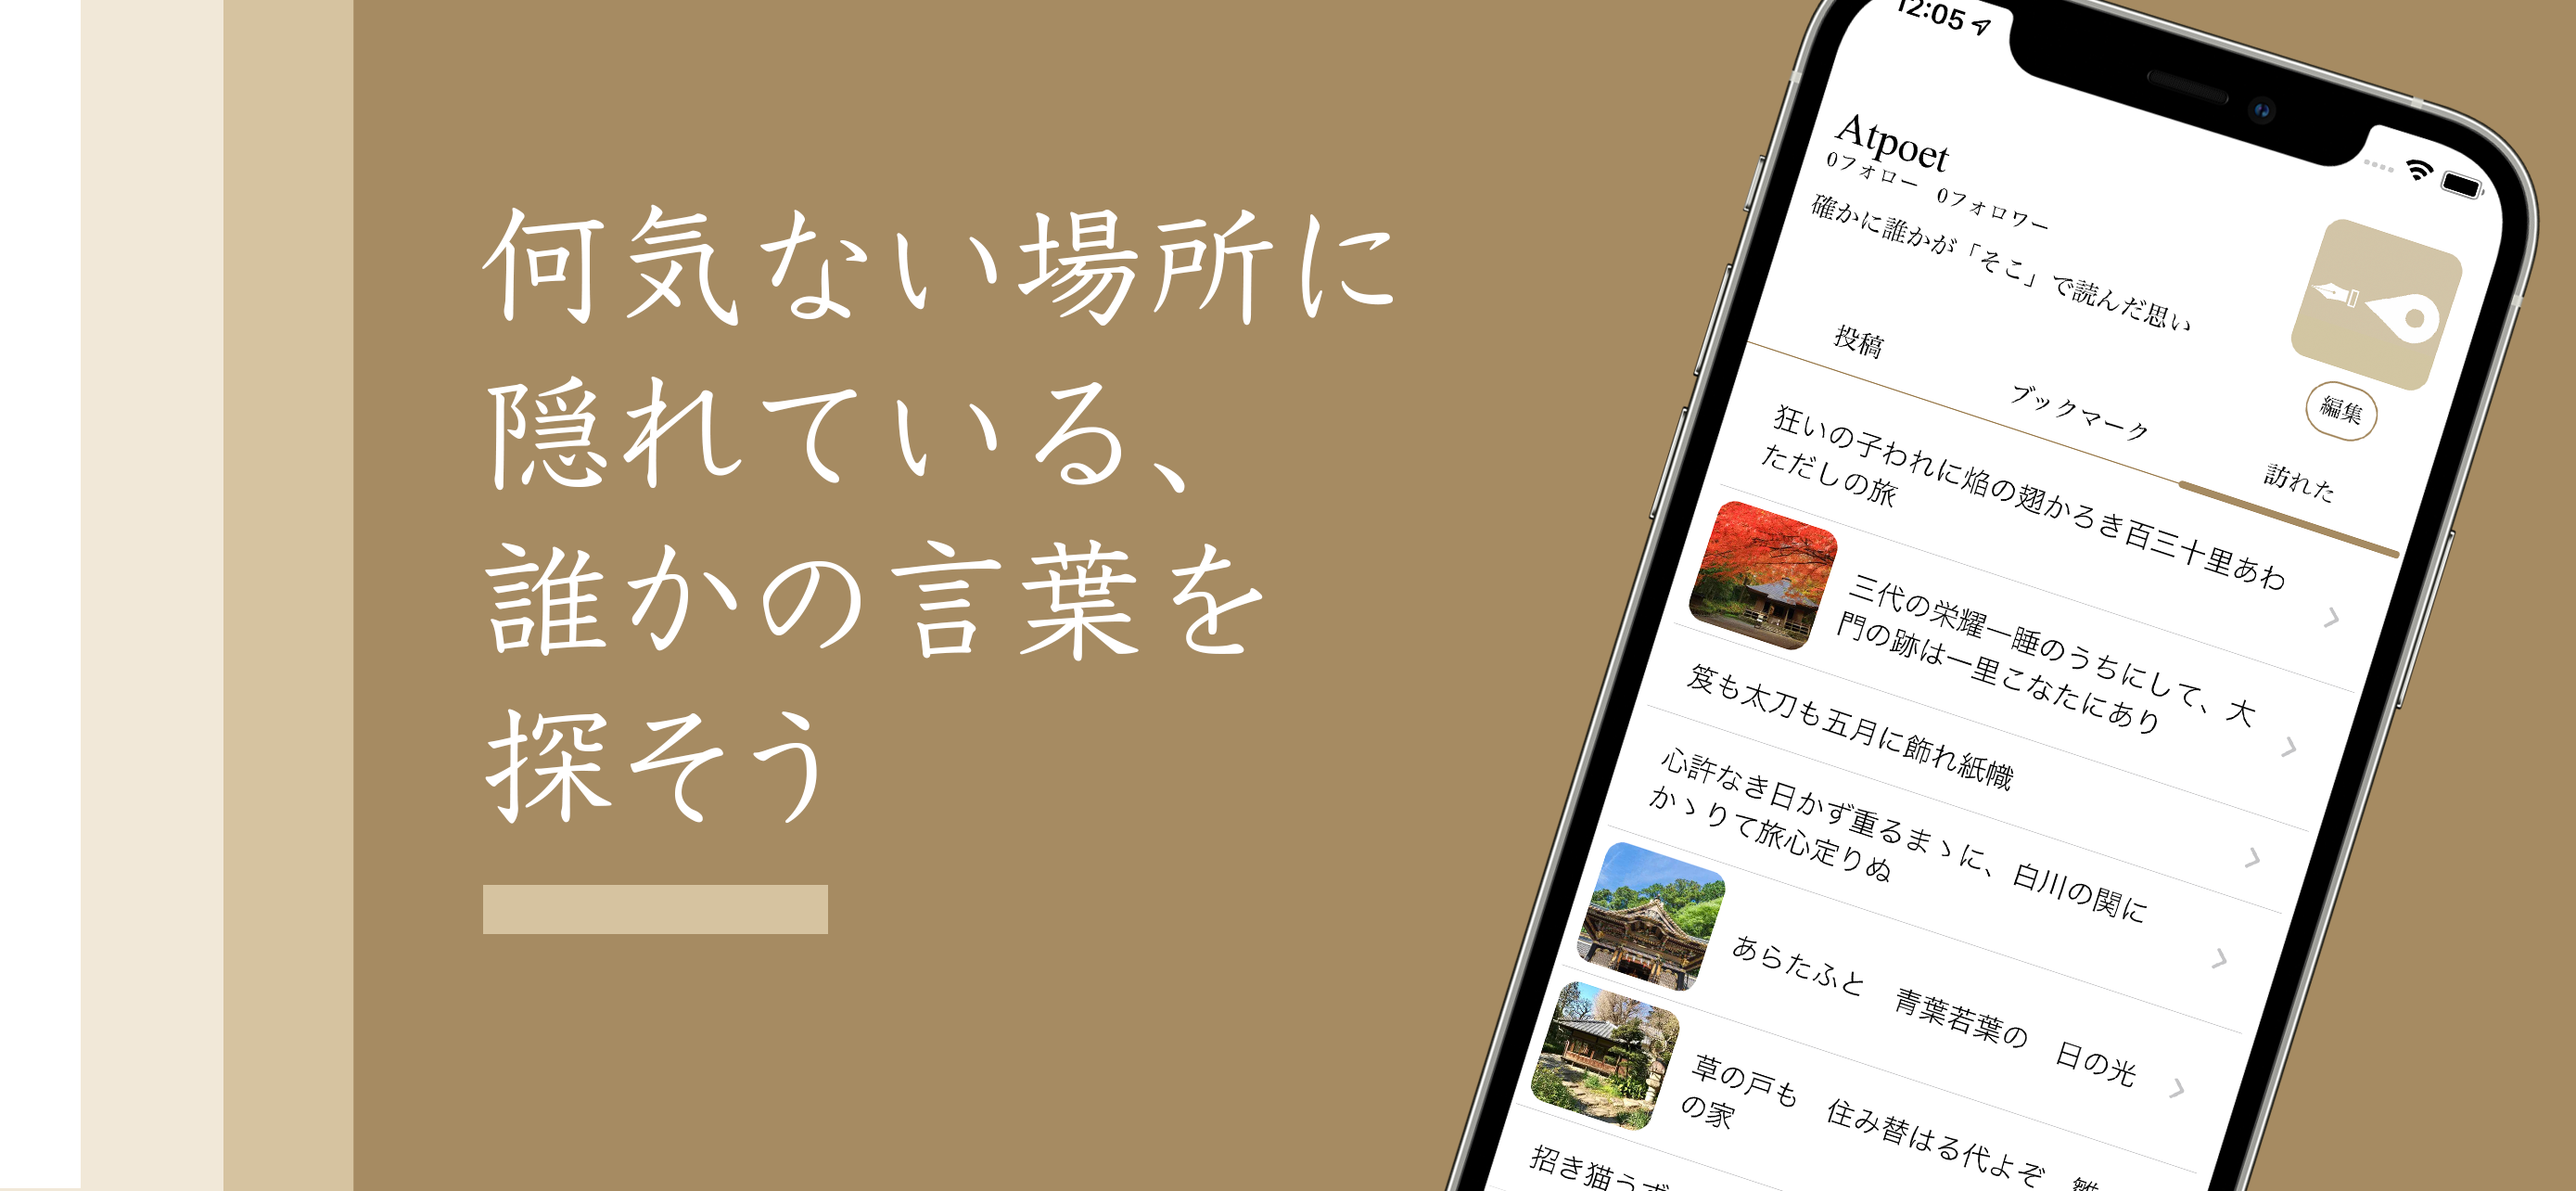 何気ない場所に
隠れている、
誰かの言葉を
探そう
12:05
Atpoet
0フォロー　0フォロワー
確かに誰かが「そこ」で読んだ思い
編集
投稿
ブックマーク
訪れた
狂いの子われに焔の翅かろき百三十里あわ
ただしの旅
三代の栄耀一睡のうちにして、大
門の跡は一里こなたにあり
笈も太刀も五月に飾れ紙幟
心許なき日かず重るまゝに、白川の関に
かゝりて旅心定りぬ
あらたふと　青葉若葉の　日の光
草の戸も　住み替はる代よぞ　雛
の家
招き猫うず